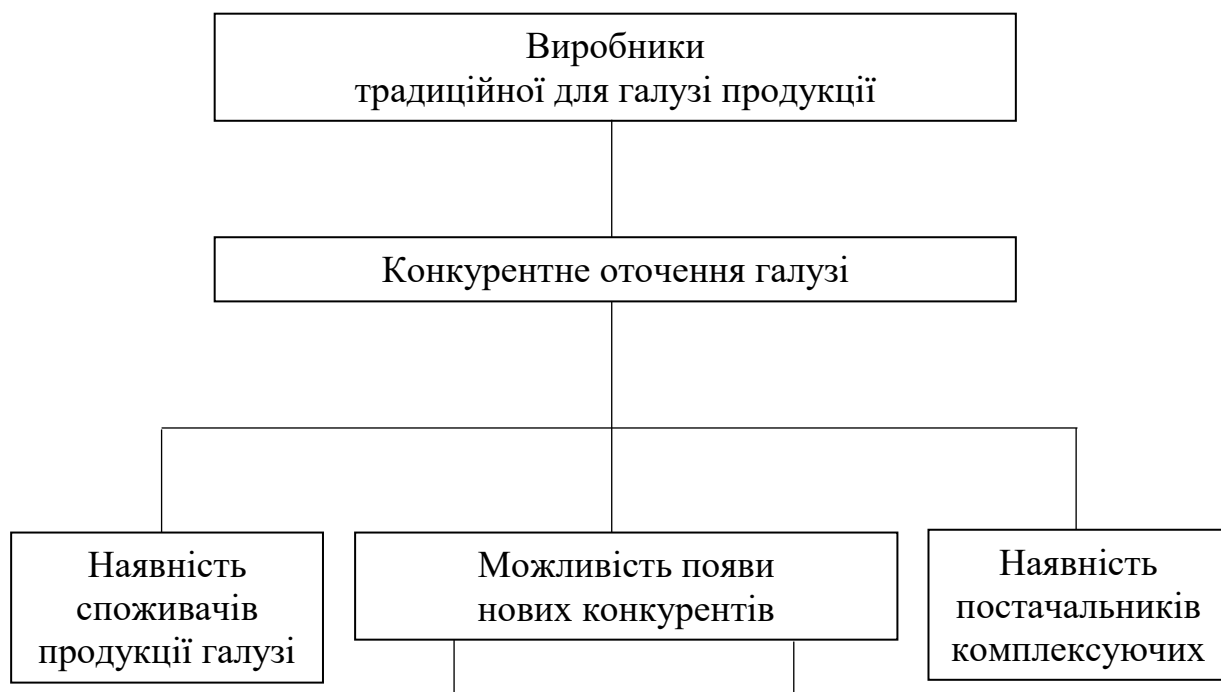 Виробники
традиційної для галузі продукції
Конкурентне оточення галузі
Наявність
споживачів
продукції галузі
Можливість появи
нових конкурентів
Наявність
постачальників
комплексуючих